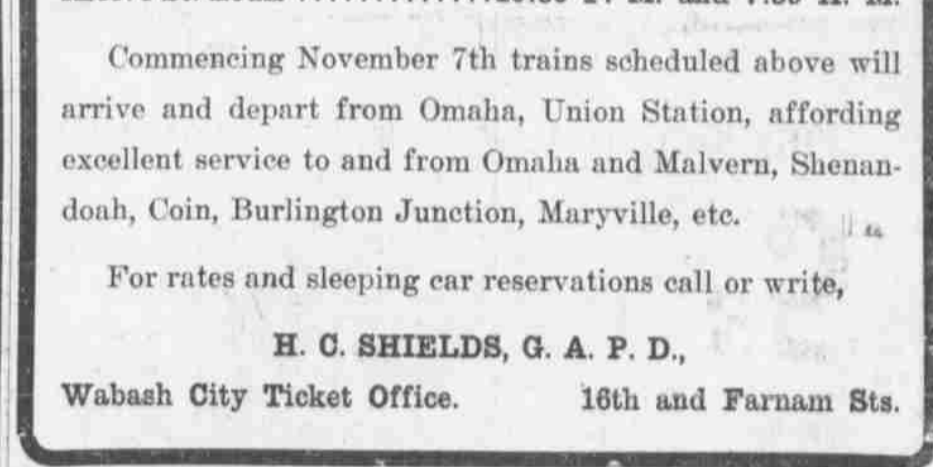 Commencing November 7th trains scheduled above will
arrive and depart from Omaha, Union Station, affording
excellent service to and from Omaha and Malvern, Shenan-
doah, Coin, Burlington Junction, Maryville, etc.
For rates and sleeping car reservations call or write,
H. C. SHIELDS, G. A. P. D.,
Wabash City Ticket Office. 16th and Farnam Sts.